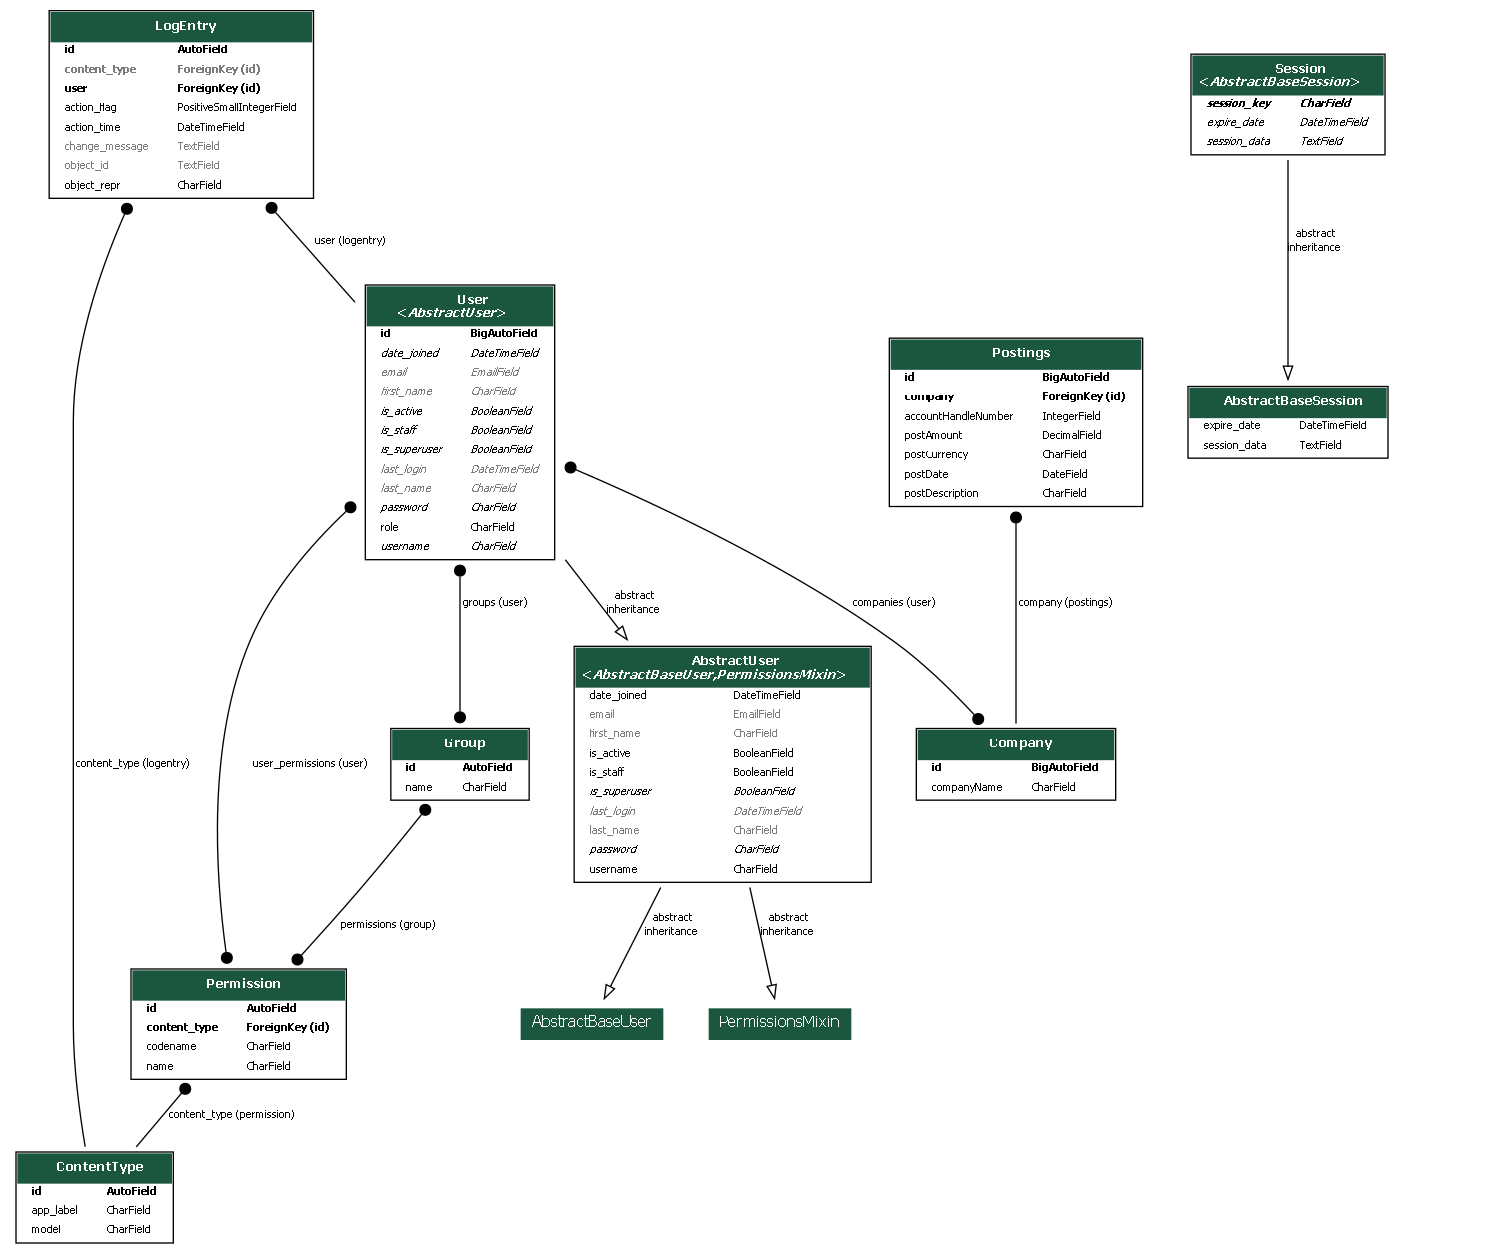 LogEntry
id AutoField
content_type ForeignKey (id)
user ForeignKey (id)
action_flag PositiveSmallIntegerField
action_time DateTimeField
change_message TextField
object_id TextField
object_repr CharField
Session
<AbstractBaseSession>
session_key CharField
expire_date DateTimeField
session_data TextField
user (logentry)
abstract
inheritance
User
<AbstractUser>
id BigAutoField
date_joined DateTimeField
email EmailField
first_name CharField
is_active BooleanField
is_staff BooleanField
is_superuser BooleanField
last_login DateTimeField
last_name CharField
password CharField
role CharField
username CharField
Postings
id BigAutoField
company ForeignKey (id)
accountHandleNumber IntegerField
postAmount DecimalField
postCurrency CharField
postDate DateField
postDescription CharField
AbstractBaseSession
expire_date DateTimeField
session_data TextField
groups (user)
abstract
inheritance
companies (user)
company (postings)
AbstractUser
<AbstractBaseUser,PermissionsMixin>
date_joined DateTimeField
email EmailField
first_name CharField
is_active BooleanField
is_staff BooleanField
is_superuser BooleanField
last_login DateTimeField
last_name CharField
password CharField
username CharField
content_type (logentry)
user_permissions (user)
Group
id AutoField
name CharField
Company
id BigAutoField
companyName CharField
permissions (group)
abstract
inheritance
abstract
inheritance
Permission
id AutoField
content_type ForeignKey (id)
codename CharField
name CharField
AbstractBaseUser
PermissionsMixin
content_type (permission)
ContentType
id AutoField
app_label CharField
model CharField